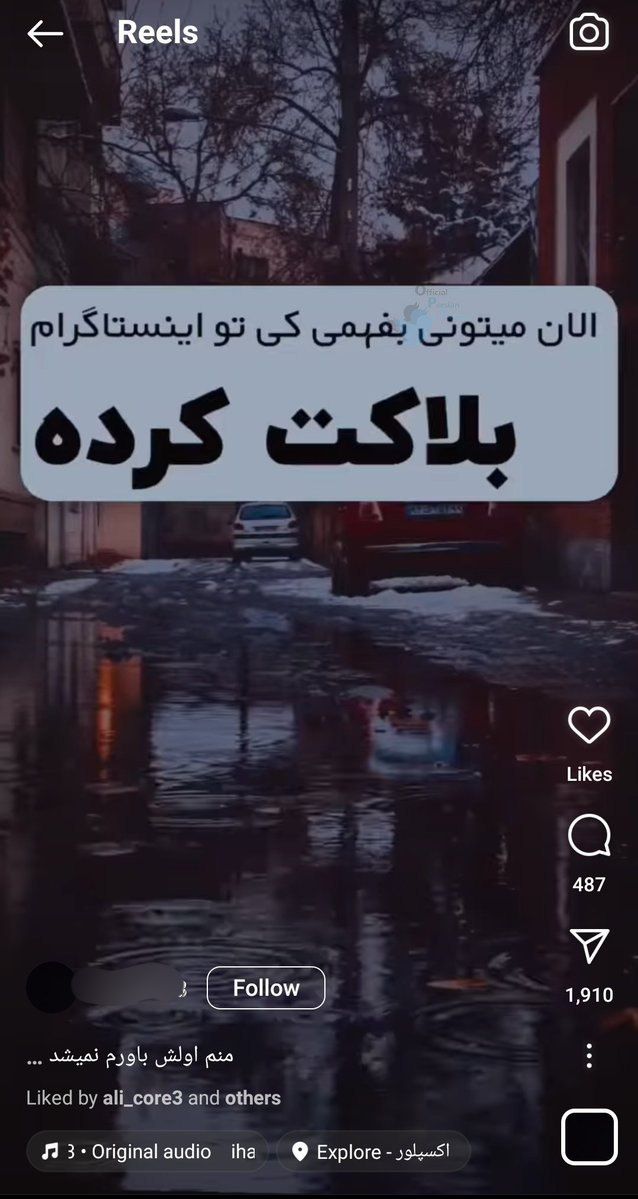 Reels
Official
Persian
الان میتونی بفهمی کی تو اینستاگرام
بلاکت کرده
Likes
487
1,910
Follow
منم اولش باورم نمیشد ...
Liked by ali_core3 and others
3 • Original audio iha
Explore - اکسپلور